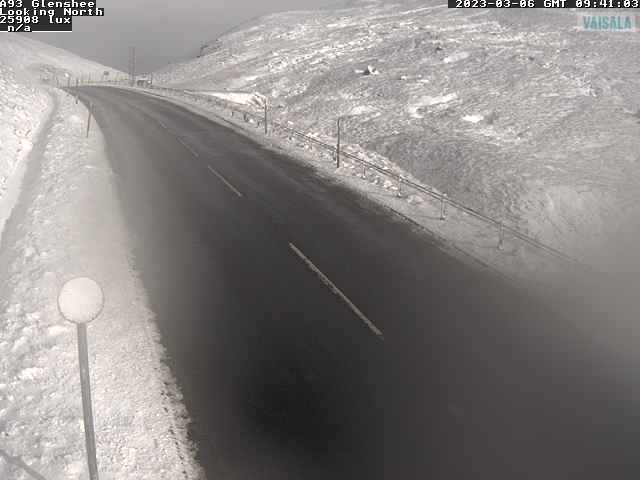 A93 Glenshee
Looking North
25908 lux
n/a
2023-03-06 GMT 09:41:03
VAISALA